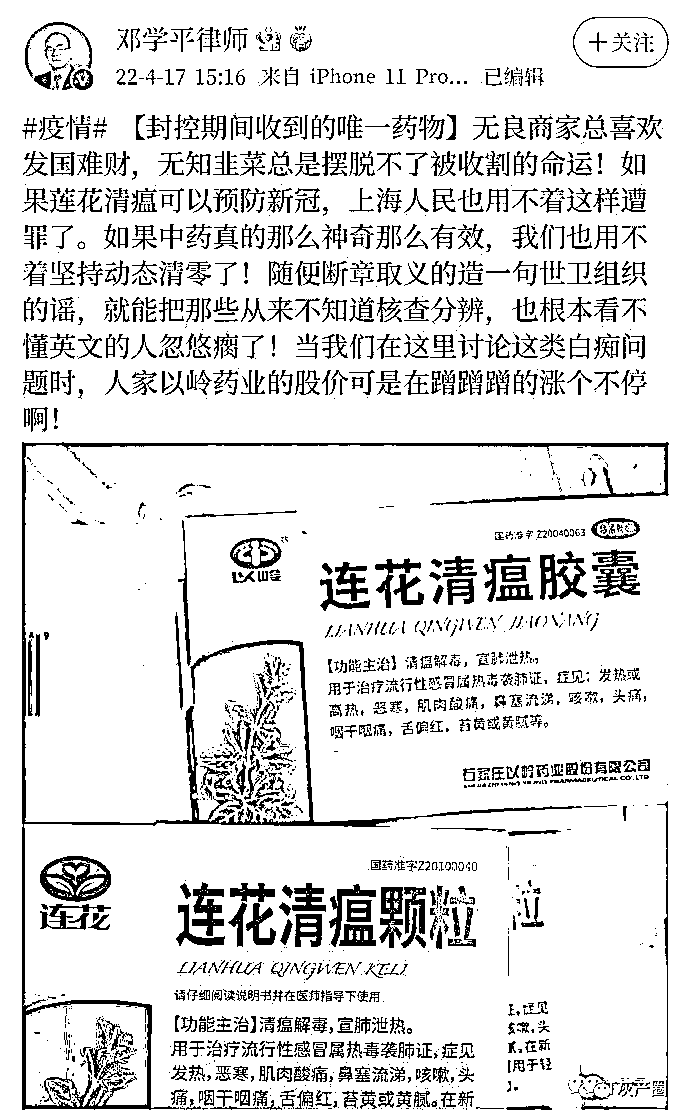 邓学平律师
+关注
22-4-17 15:16 来自 iPhone 11 Pro... 已编辑
#疫情# 【封控期间收到的唯一药物】无良商家总喜欢
发国难财，无知韭菜总是摆脱不了被收割的命运！如
果莲花清瘟可以预防新冠，上海人民也用不着这样遭
罪了。如果中药真的那么神奇那么有效，我们也用不
着坚持动态清零了！随便断章取义的造一句世卫组织
的谣，就能把那些从来不知道核查分辨，也根本看不
懂英文的人忽悠瘸了！当我们在这里讨论这类白痴问
题时，人家以岭药业的股价可是在蹭蹭蹭的涨个不停
啊！
国药准字Z20040063
以岭
连花清瘟胶囊
LIANHUA QINGWEN JIAONANG
【功能主治】清瘟解毒，宣肺泄热。
用于治疗流行性感冒属热毒袭肺证，症见：发热或
高热，恶寒，肌肉酸痛，鼻塞流涕，咳嗽，头痛，
咽干咽痛，舌偏红，苔黄或黄腻等。
石家庄以岭药业股份有限公司
国药准字Z20100040
连花
连花清瘟颗粒
粒
LIANHUA QINGWEN KELI
请仔细阅读说明书并在医师指导下使用
【功能主治】清瘟解毒，宣肺泄热。
用于治疗流行性感冒属热毒袭肺证，症见
发热，恶寒，肌肉酸痛，鼻塞流涕，咳嗽，头
痛，咽干咽痛，舌偏红，苔黄或黄腻。在新
症见
咳嗽，头
在新
用于轻
灰产圈